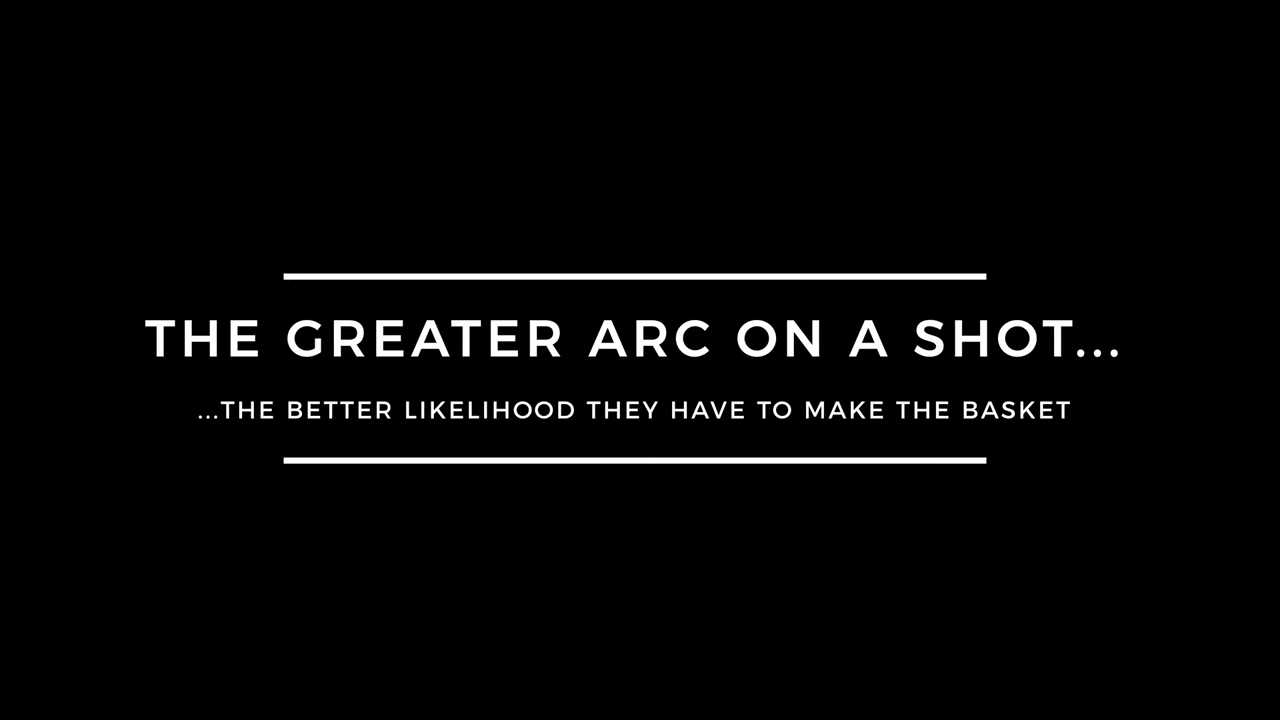 THE GREATER ARC ON A SHOT...
...THE BETTER LIKELIHOOD THEY HAVE TO MAKE THE BASKET